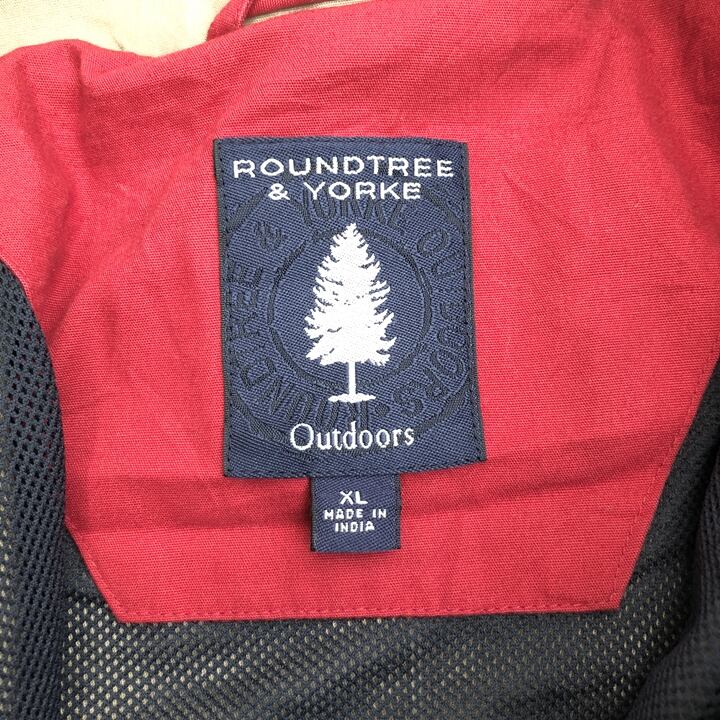 ROUNDTREE
& YORKE
Outdoors
XL
MADE IN
INDIA